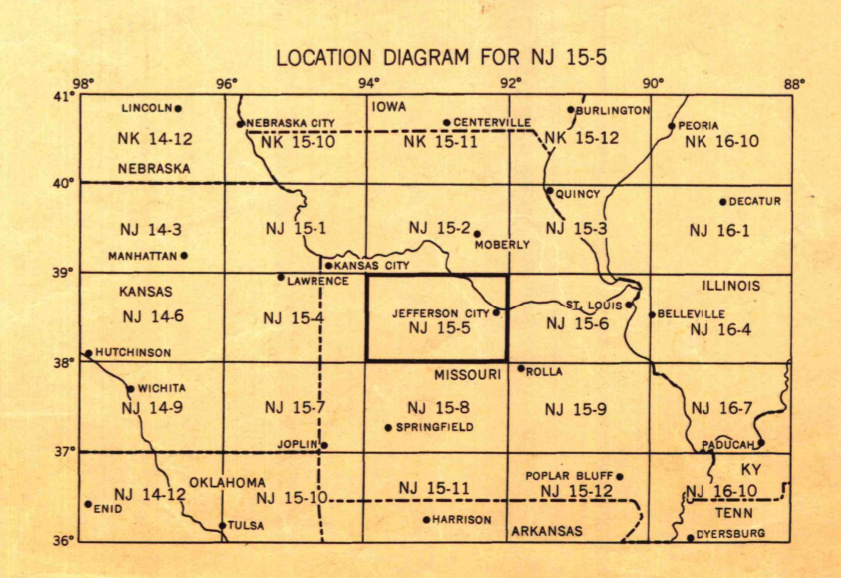 LOCATION DIAGRAM FOR NJ 15-5
98° 96° 94° 92° 90° 88°
41°
LINCOLN IOWA BURLINGTON
NEBRASKA CITY CENTERVILLE PEORIA
NK 14-12 NK 15-10 NK 15-11 NK 15-12 NK 16-10
NEBRASKA
40°
QUINCY DECATUR
NJ 14-3 NJ 15-1 NJ 15-2 NJ 15-3 NJ 16-1
MOBERLY
MANHATTAN KANSAS CITY
39°
LAWRENCE ILLINOIS
KANSAS
JEFFERSON CITY ST. LOUIS BELLEVILLE
NJ 14-6 NJ 15-4 NJ 15-5 NJ 15-6 NJ 16-4
HUTCHINSON
38°
MISSOURI ROLLA
WICHITA
NJ 14-9 NJ 15-7 NJ 15-8 NJ 15-9 NJ 16-7
SPRINGFIELD
JOPLIN PADUCAH
37°
KY
OKLAHOMA POPLAR BLUFF
NJ 14-12 NJ 15-10 NJ 15-11 NJ 15-12 NJ 16-10
ENID TENN
TULSA HARRISON ARKANSAS DYERSBURG
36°